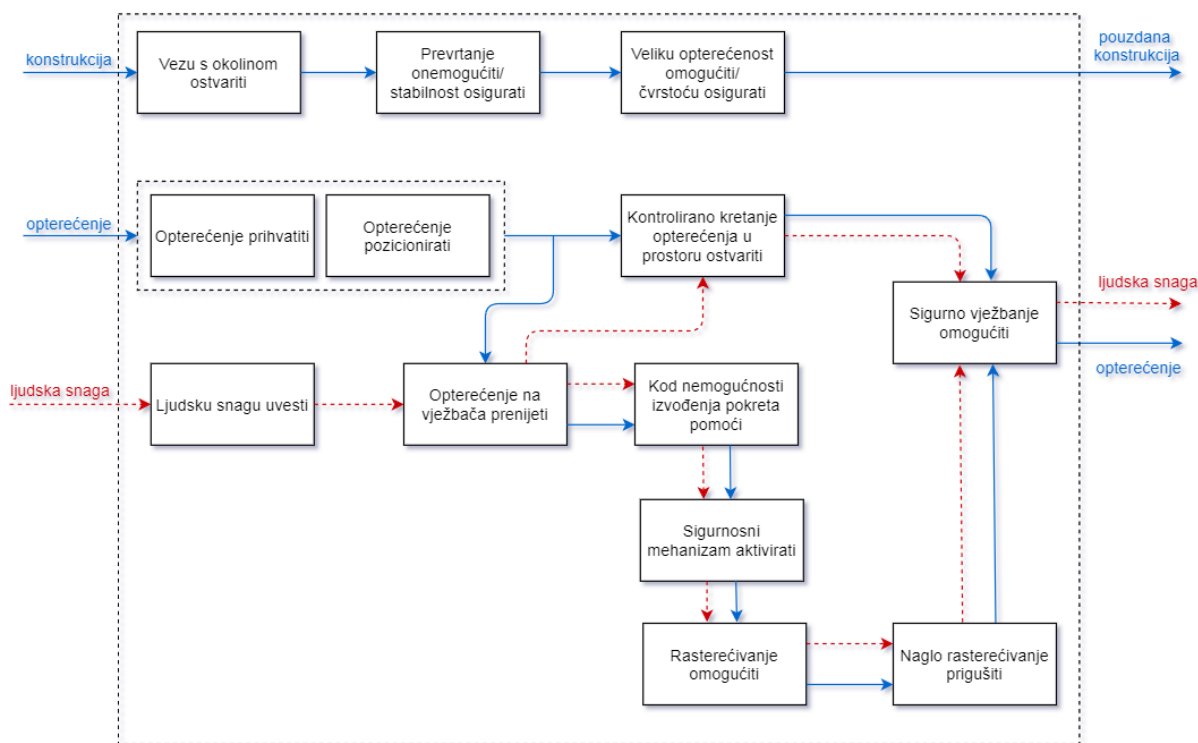 konstrukcija
Vezu s okolinom
ostvariti
Prevrtanje
onemogućiti/
stabilnost osigurati
Veliku opterećenost
omogućiti/
čvrstoću osigurati
pouzdana
konstrukcija
opterećenje
Opterećenje prihvatiti
Opterećenje
pozicionirati
Kontrolirano kretanje
opterećenja u
prostoru ostvariti
Sigurno vježbanje
omogućiti
ljudska snaga
opterećenje
ljudska snaga
Ljudsku snagu uvesti
Opterećenje na
vježbača prenijeti
Kod nemogućnosti
izvođenja pokreta
pomoći
Sigurnosni
mehanizam aktivirati
Rasterećivanje
omogućiti
Naglo rasterećivanje
prigušiti